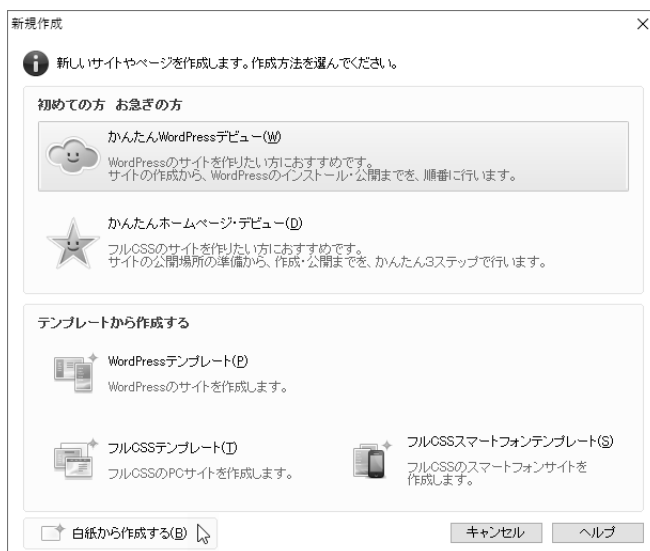 新規作成
新しいサイトやページを作成します。作成方法を選んでください。
初めての方 お急ぎの方
かんたんWordPressデビュー(W)
WordPressのサイトを作りたい方におすすめです。
サイトの作成から、WordPressのインストール・公開までを、順番に行います。
かんたんホームページ・デビュー(D)
フルCSSのサイトを作りたい方におすすめです。
サイトの公開場所の準備から、作成・公開までを、かんたん3ステップで行います。
テンプレートから作成する
WordPressテンプレート(P)
WordPressのサイトを作成します。
フルCSSテンプレート(T)
フルCSSのPCサイトを作成します。
フルCSSスマートフォンテンプレート(S)
フルCSSのスマートフォンサイトを
作成します。
白紙から作成する(B)
キャンセル
ヘルプ